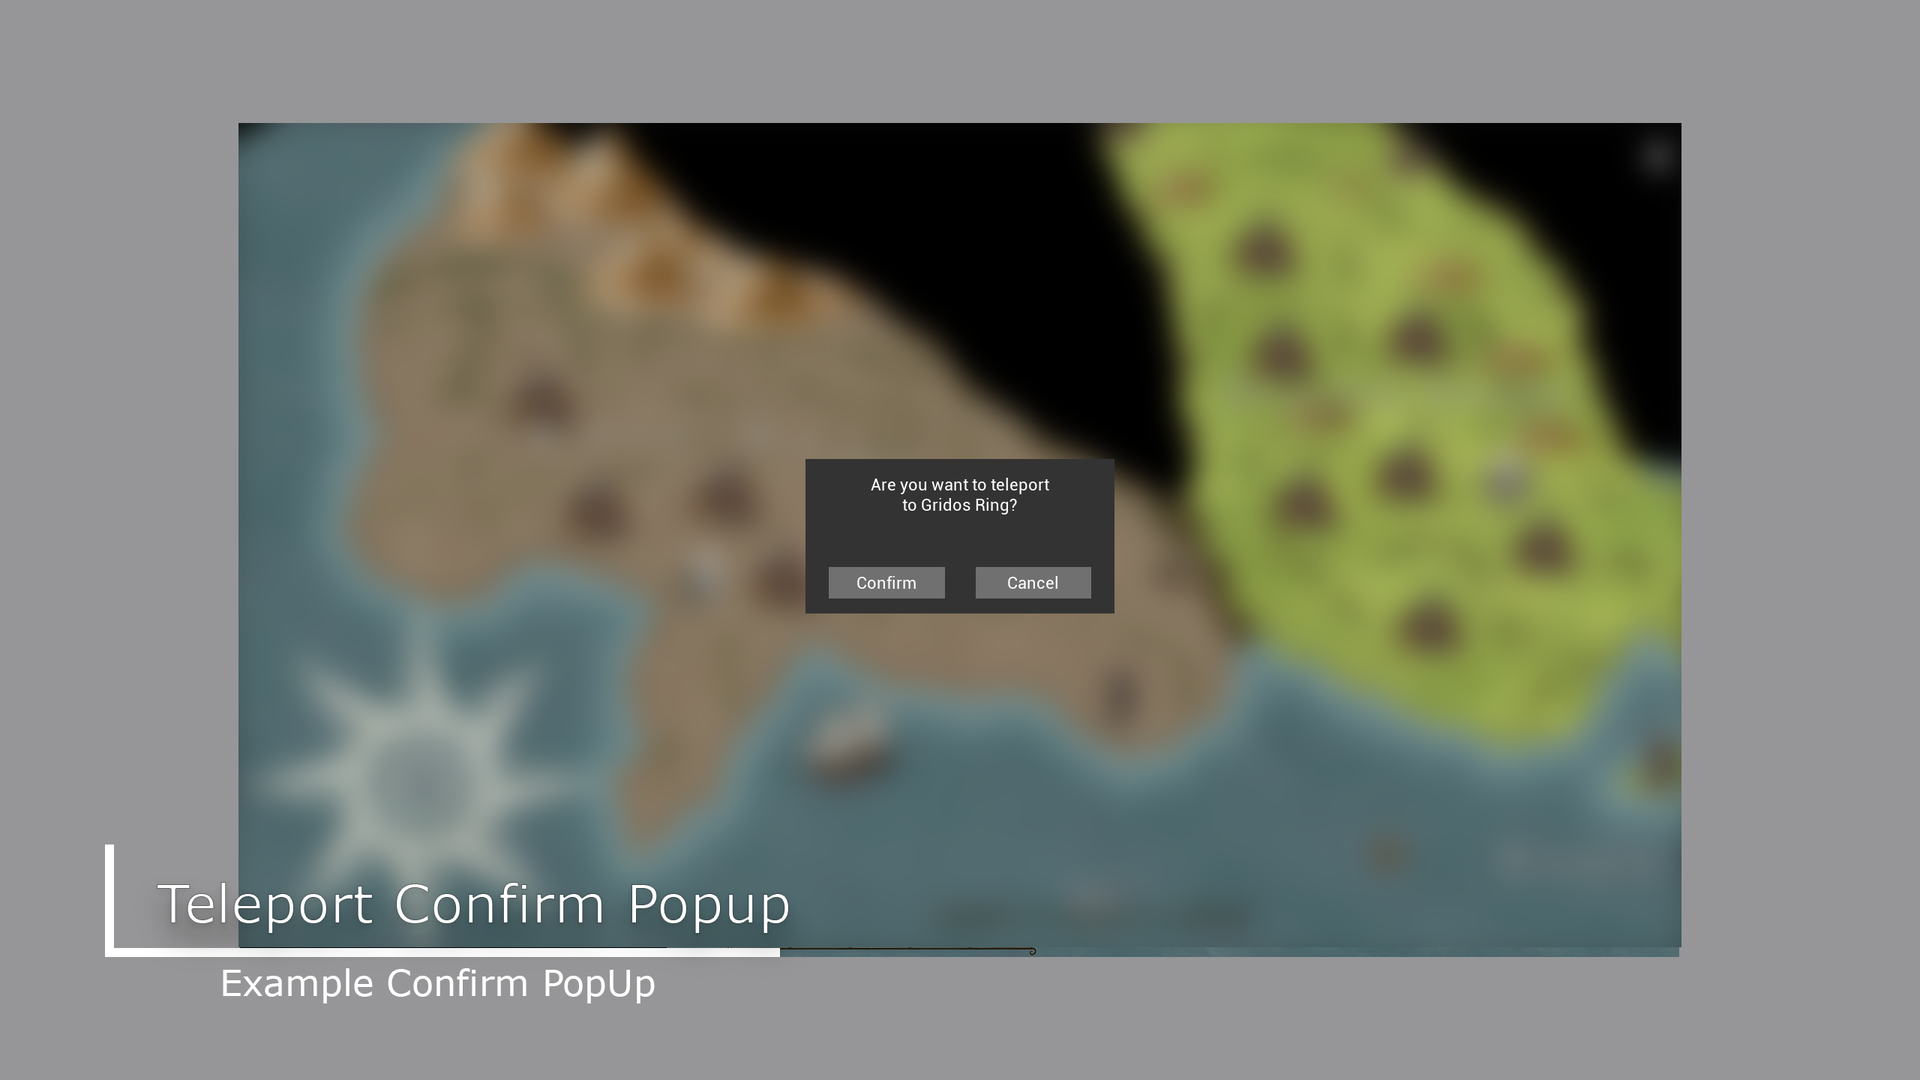 Are you want to teleport
to Gridos Ring?
Confirm
Cancel
Teleport Confirm Popup
Example Confirm PopUp